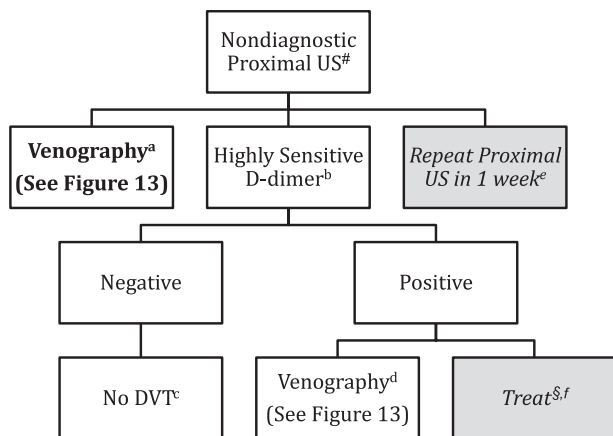 Nondiagnostic
Proximal US#
Venographyᵃ
(See Figure 13)
Highly Sensitive
D-dimerᵇ
Repeat Proximal
US in 1 weekᵉ
Negative
Positive
No DVTᶜ
Venographyᵈ
(See Figure 13)
Treat§,f